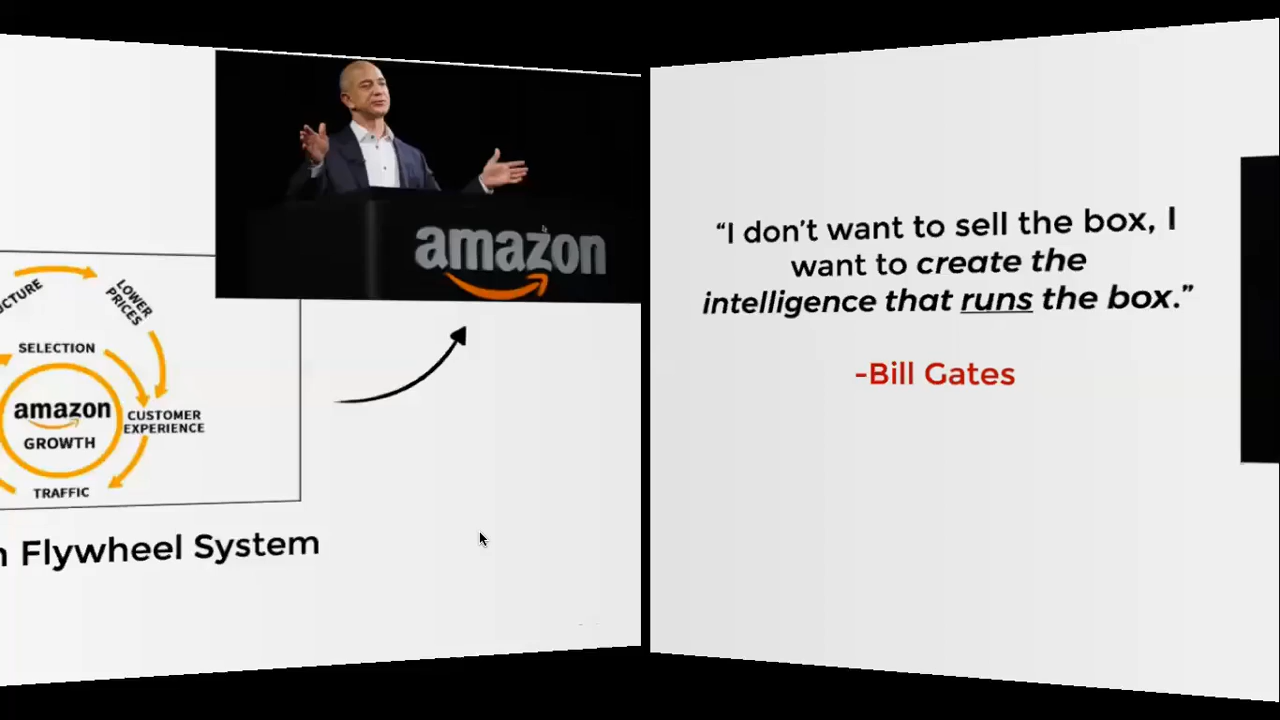 amazon
LOWER
PRICES
SELECTION
amazon
GROWTH
CUSTOMER
EXPERIENCE
TRAFFIC
Flywheel System
“I don’t want to sell the box, I
want to create the
intelligence that runs the box.”
-Bill Gates